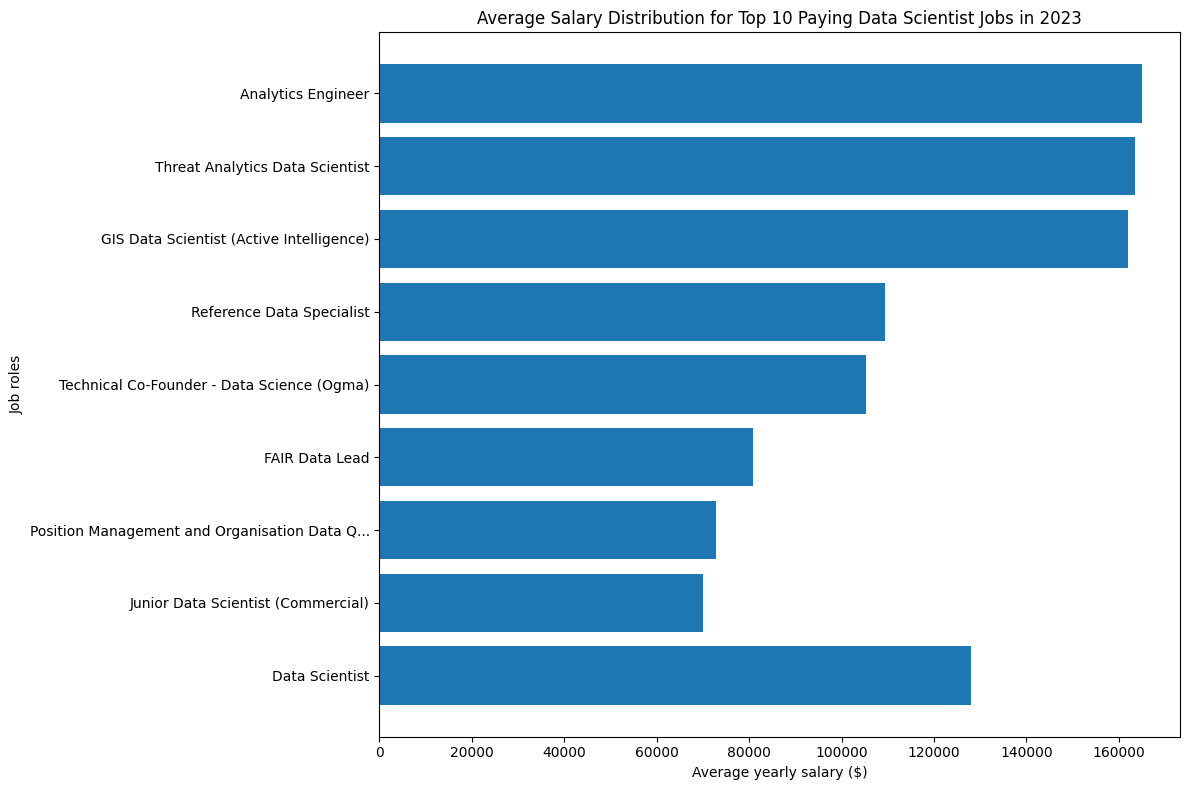 Average Salary Distribution for Top 10 Paying Data Scientist Jobs in 2023
Job roles
Analytics Engineer
Threat Analytics Data Scientist
GIS Data Scientist (Active Intelligence)
Reference Data Specialist
Technical Co-Founder - Data Science (Ogma)
FAIR Data Lead
Position Management and Organisation Data Q...
Junior Data Scientist (Commercial)
Data Scientist
0 20000 40000 60000 80000 100000 120000 140000 160000
Average yearly salary ($)